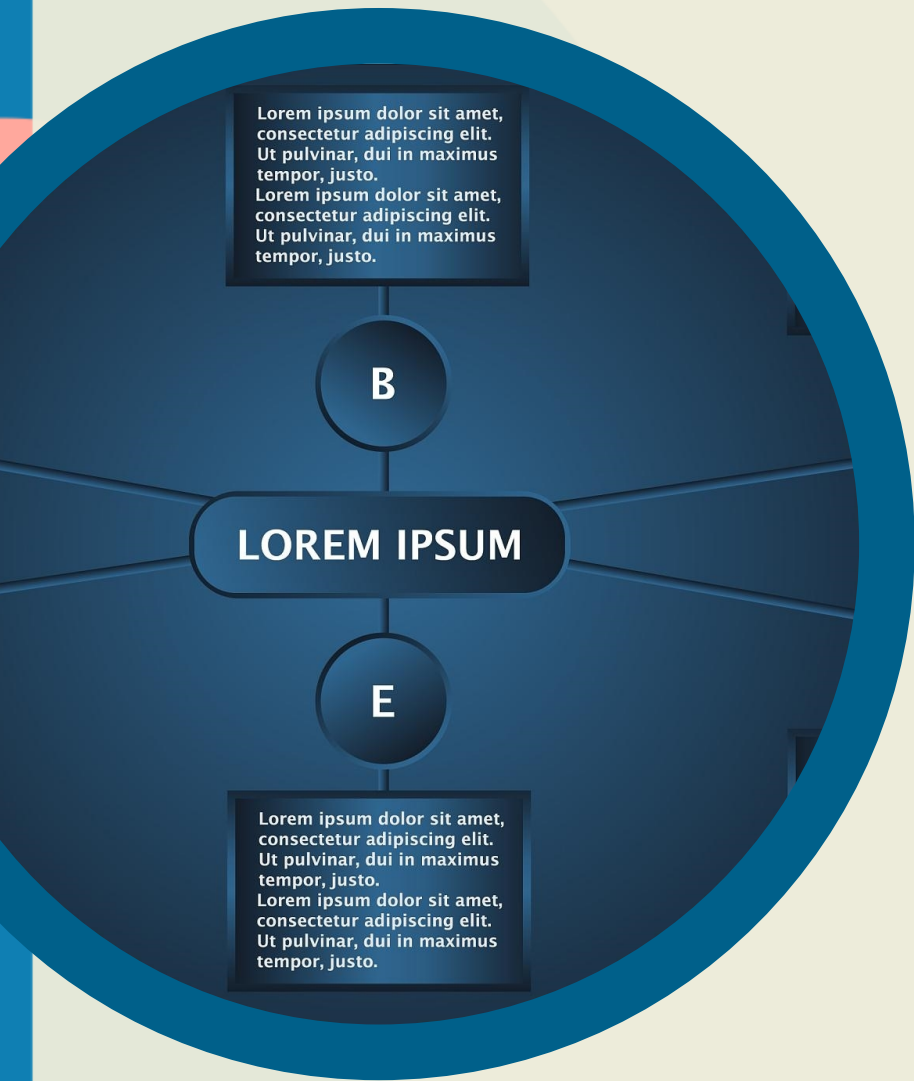 Lorem ipsum dolor sit amet,
consectetur adipiscing elit.
Ut pulvinar, dui in maximus
tempor, justo.
Lorem ipsum dolor sit amet,
consectetur adipiscing elit.
Ut pulvinar, dui in maximus
tempor, justo.
B
LOREM IPSUM
E
Lorem ipsum dolor sit amet,
consectetur adipiscing elit.
Ut pulvinar, dui in maximus
tempor, justo.
Lorem ipsum dolor sit amet,
consectetur adipiscing elit.
Ut pulvinar, dui in maximus
tempor, justo.